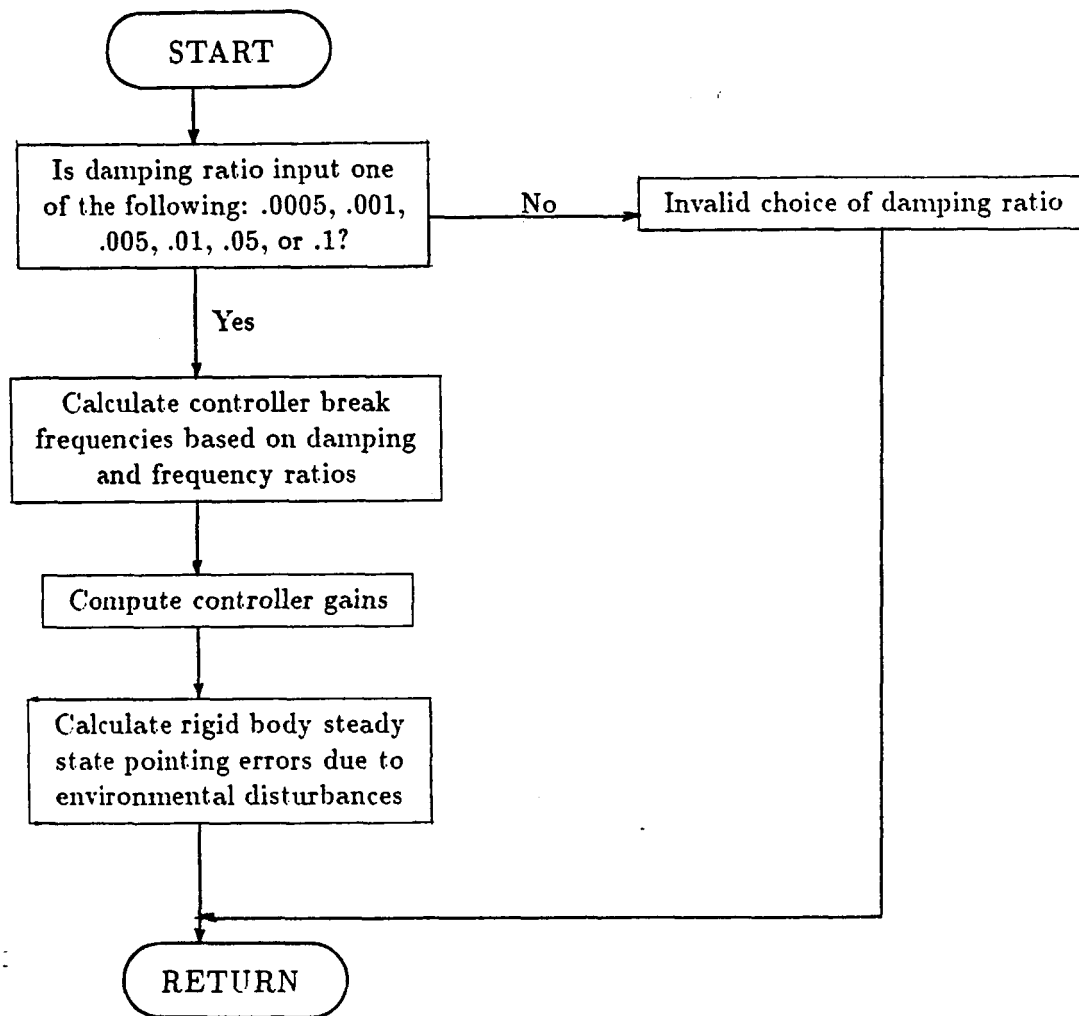 START
Is damping ratio input one
of the following: .0005, .001,
.005, .01, .05, or .1?
No
Invalid choice of damping ratio
Yes
Calculate controller break
frequencies based on damping
and frequency ratios
Compute controller gains
Calculate rigid body steady
state pointing errors due to
environmental disturbances
RETURN